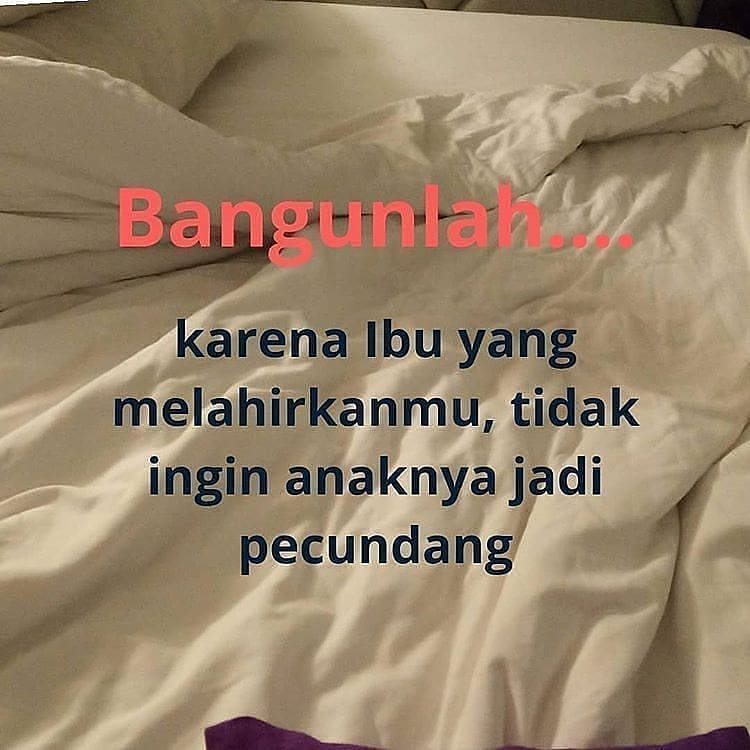 Bangunlah....
karena Ibu yang
melahirkanmu, tidak
ingin anaknya jadi
pecundang